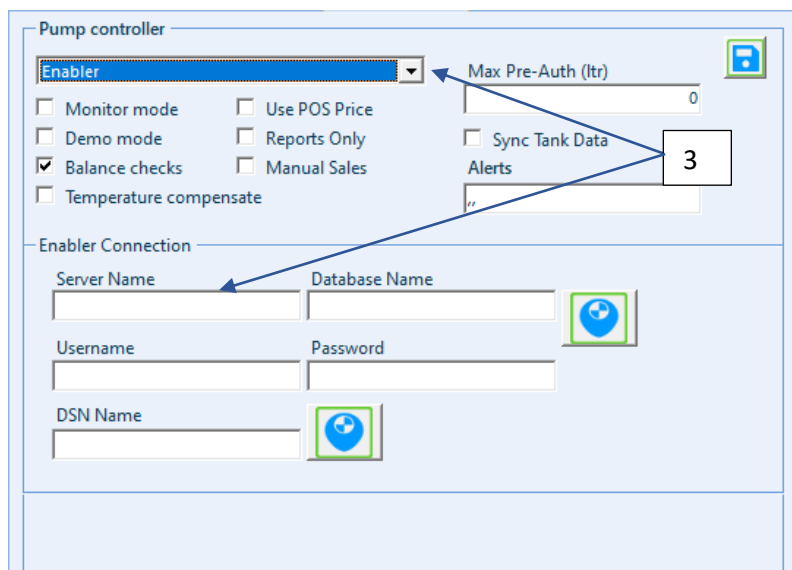 Pump controller
Enabler
Max Pre-Auth (ltr)
0
Monitor mode
Use POS Price
Demo mode
Reports Only
Sync Tank Data
Balance checks
Manual Sales
3
Alerts
Temperature compensate
,,
Enabler Connection
Server Name
Database Name
Username
Password
DSN Name